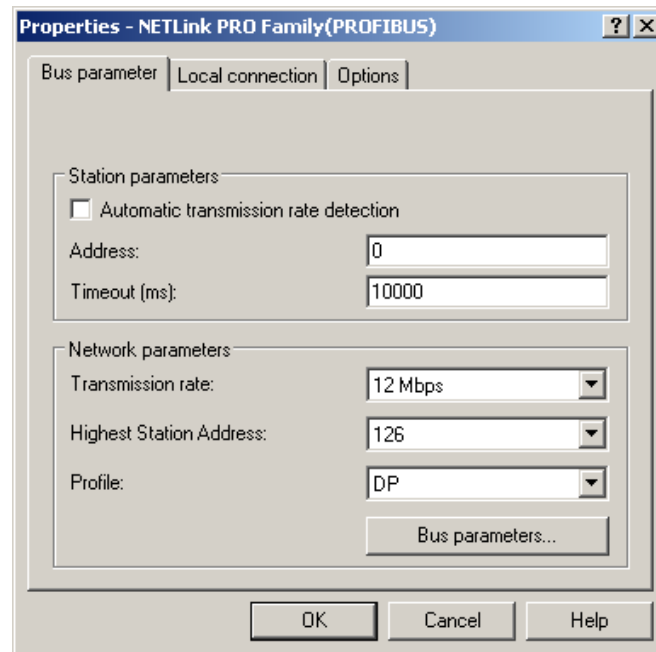 Properties - NETLink PRO Family(PROFIBUS)
Bus parameter Local connection Options
Station parameters
Automatic transmission rate detection
Address: 0
Timeout (ms): 10000
Network parameters
Transmission rate: 12 Mbps
Highest Station Address: 126
Profile: DP
Bus parameters...
OK Cancel Help